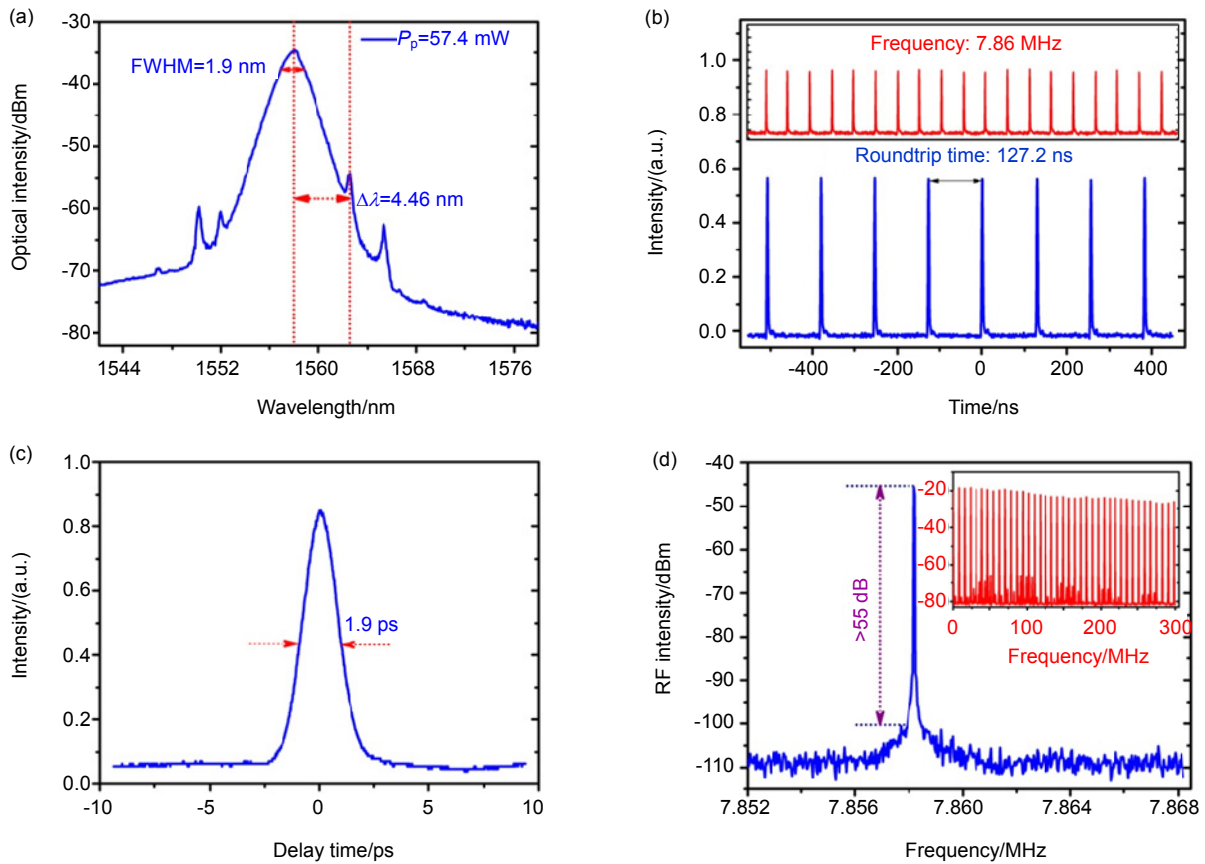 (a)
-30
-40
-50
-60
-70
-80
Optical intensity/dBm
Pp=57.4 mW
FWHM=1.9 nm
Δλ=4.46 nm
1544 1552 1560 1568 1576
Wavelength/nm
(b)
1.0
0.8
0.6
0.4
0.2
0.0
Intensity/(a.u.)
Frequency: 7.86 MHz
Roundtrip time: 127.2 ns
-400 -200 0 200 400
Time/ns
(c)
1.0
0.8
0.6
0.4
0.2
0.0
Intensity/(a.u.)
1.9 ps
-10 -5 0 5 10
Delay time/ps
(d)
-40
-50
-60
-70
-80
-90
-100
-110
RF intensity/dBm
>55 dB
-20
-40
-60
-80
0 100 200 300
Frequency/MHz
7.852 7.856 7.860 7.864 7.868
Frequency/MHz